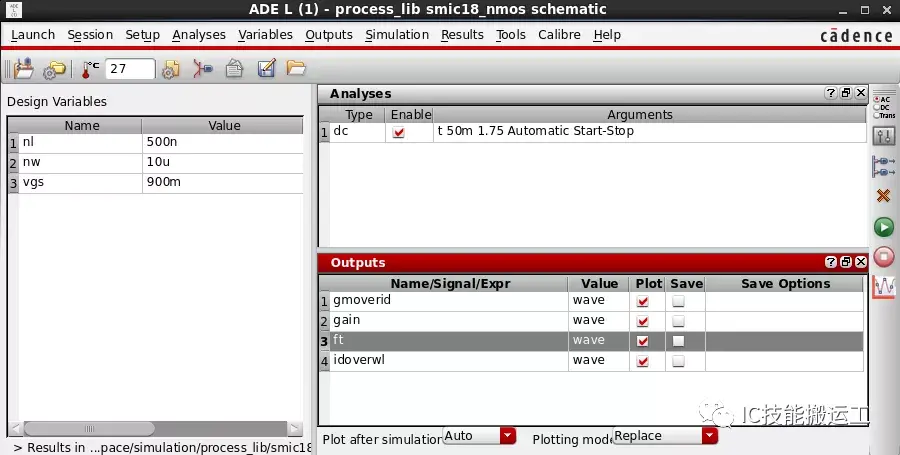 ADE L (1) - process_lib smic18_nmos schematic
Launch Session Setup Analyses Variables Outputs Simulation Results Tools Calibre Help cādence
°C 27
Design Variables
Name Value
1 nl 500n
2 nw 10u
3 vgs 900m
> Results in ...pace/simulation/process_lib/smic18
Analyses
Type Enable Arguments
1 dc t 50m 1.75 Automatic Start-Stop
Outputs
Name/Signal/Expr Value Plot Save Save Options
1 gmoverid wave
2 gain wave
3 ft wave
4 idoverwl wave
Plot after simulation Auto Plotting mode Replace
AC
DC
Trans
IC技能搬运工